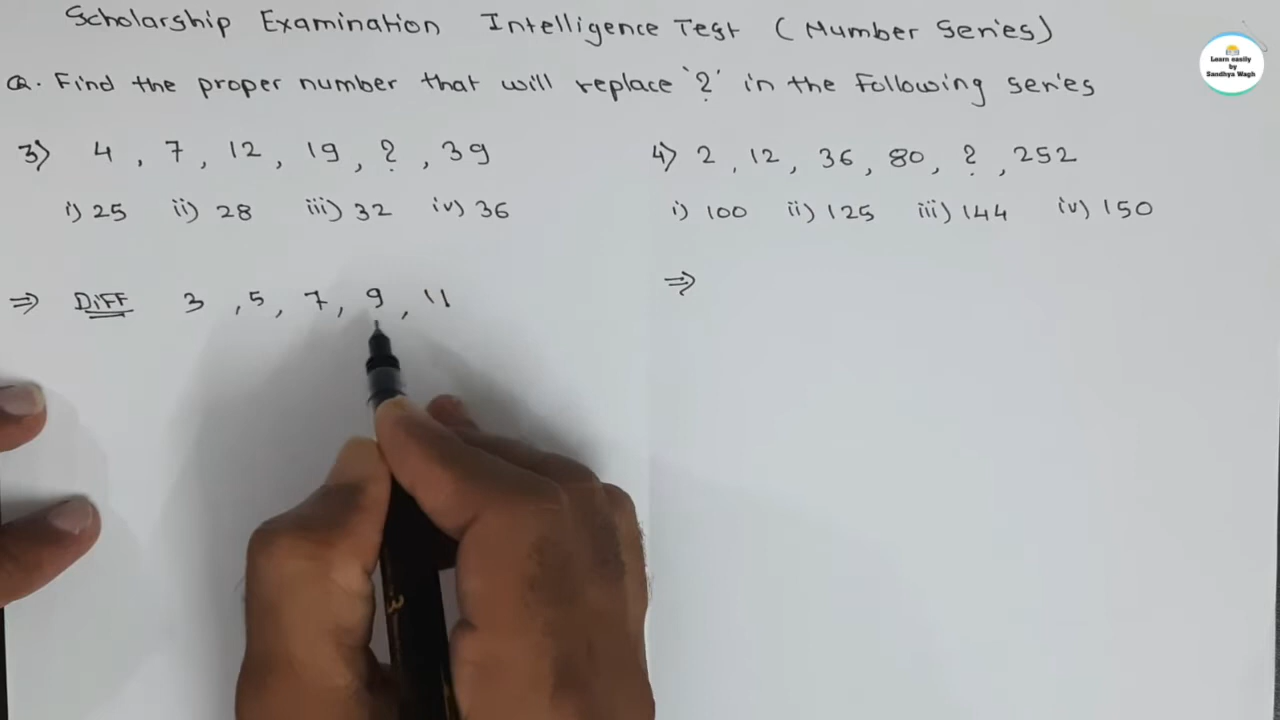 Scholarship Examination Intelligence Test (Number Series)
Learn easily
by
Sandhya Wagh
Q. Find the proper number that will replace '?' in the following series
3) 4, 7, 12, 19, ?, 39
i) 25 ii) 28 iii) 32 iv) 36
⇒ DIFF 3, 5, 7, 9, 11
4) 2, 12, 36, 80, ?, 252
i) 100 ii) 125 iii) 144 iv) 150
⇒